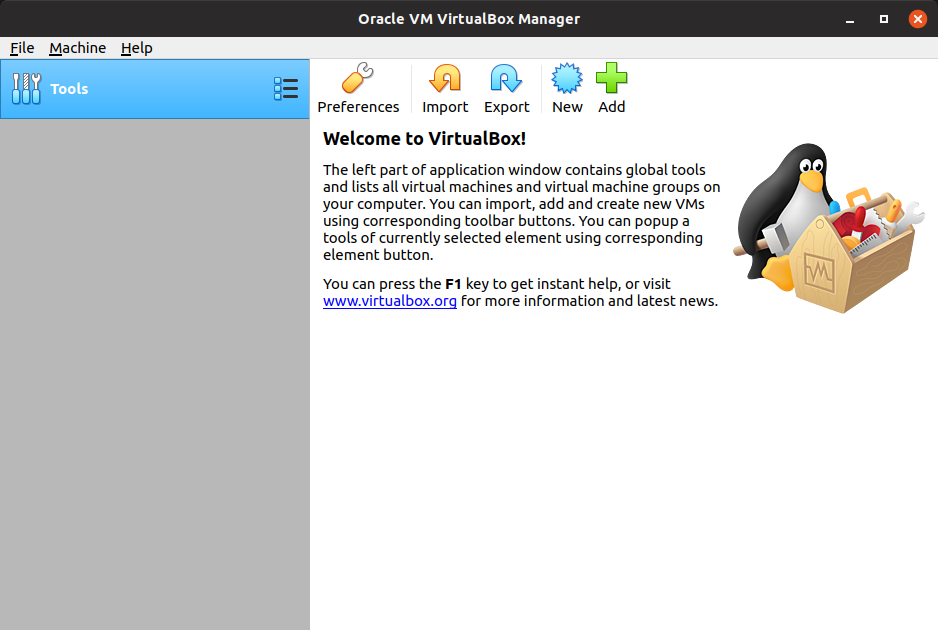 Oracle VM VirtualBox Manager
File Machine Help
Tools
Preferences Import Export New Add
Welcome to VirtualBox!
The left part of application window contains global tools
and lists all virtual machines and virtual machine groups on
your computer. You can import, add and create new VMs
using corresponding toolbar buttons. You can popup a
tools of currently selected element using corresponding
element button.
You can press the F1 key to get instant help, or visit
www.virtualbox.org for more information and latest news.